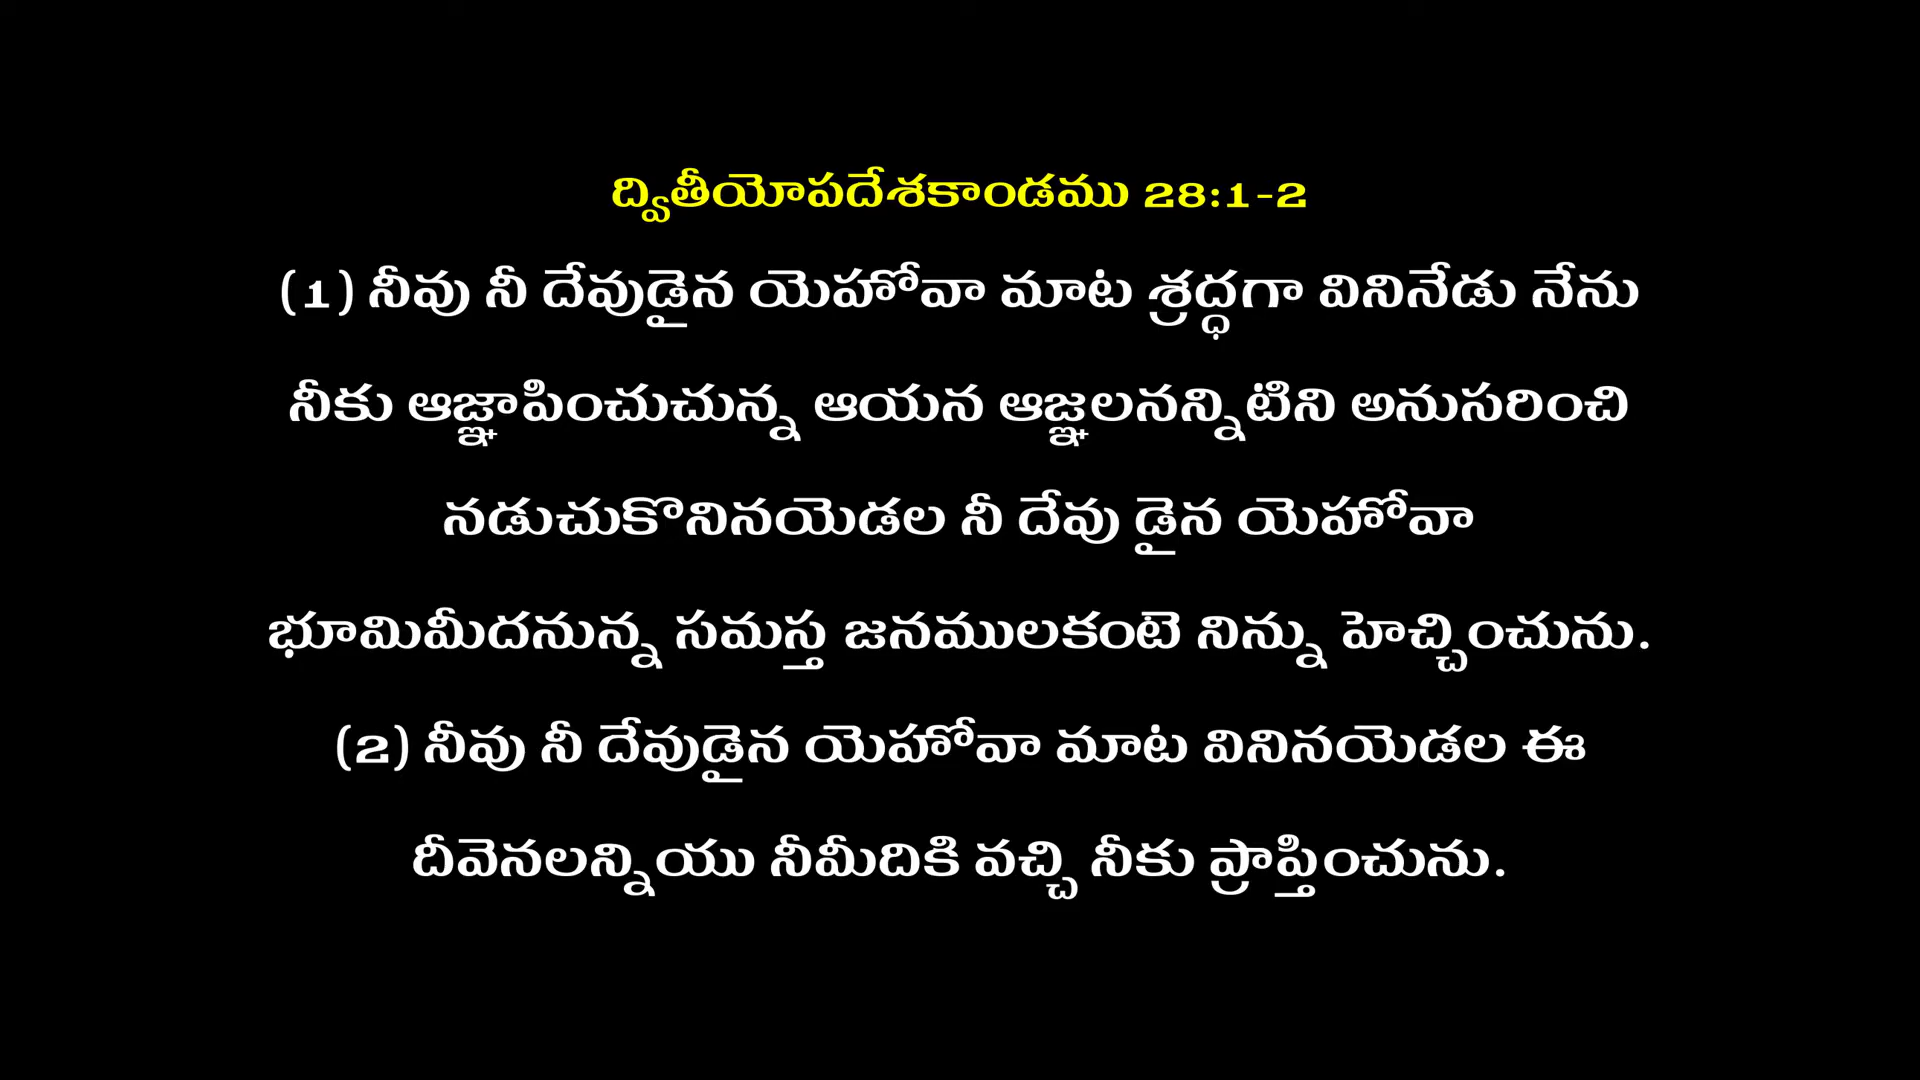 ద్వితీయోపదేశకాండము 28:1-2
(1) నీవు నీ దేవుడైన యెహోవా మాట శ్రద్ధగా వినినేడు నేను
నీకు ఆజ్ఞాపించుచున్న ఆయన ఆజ్ఞలనన్నిటిని అనుసరించి
నడుచుకొనినయెడల నీ దేవు డైన యెహోవా
భూమిమీదనున్న సమస్త జనములకంటె నిన్ను హెచ్చించును.
(2) నీవు నీ దేవుడైన యెహోవా మాట వినినయెడల ఈ
దీవెనలన్నియు నీమీదికి వచ్చి నీకు ప్రాప్తించును.